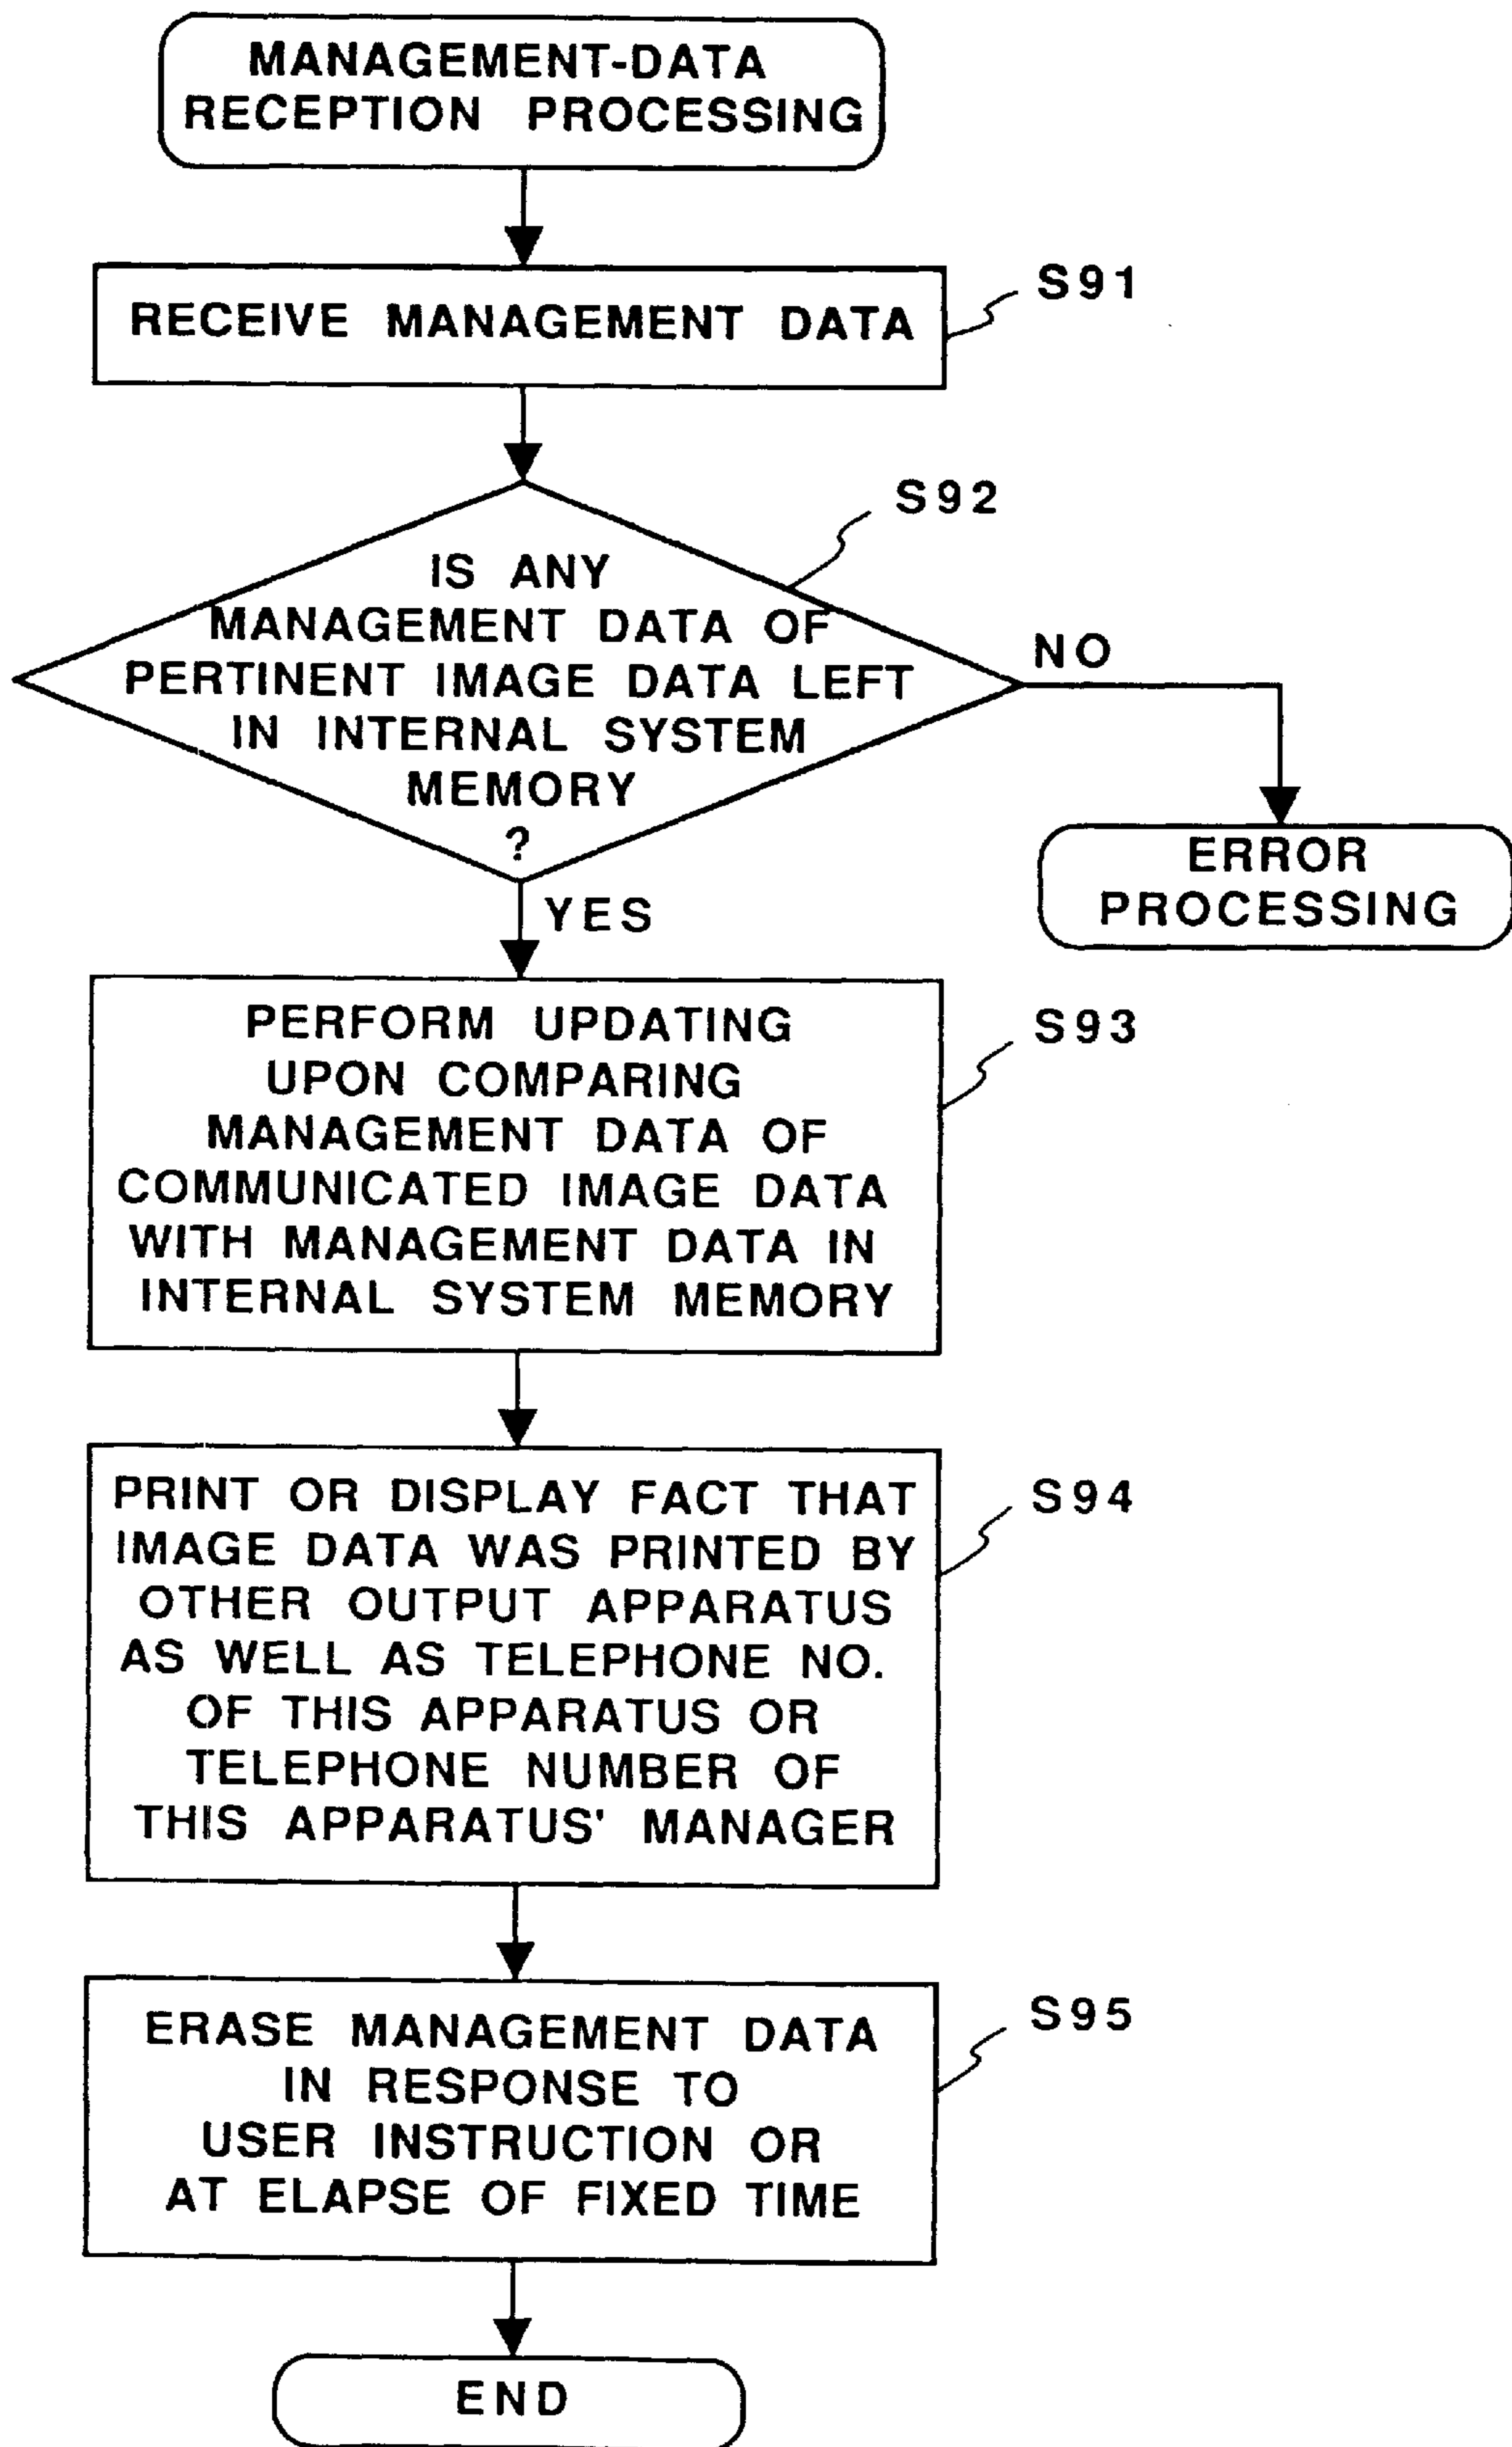 MANAGEMENT-DATA
RECEPTION PROCESSING
RECEIVE MANAGEMENT DATA
S91
S92
IS ANY
MANAGEMENT DATA OF
PERTINENT IMAGE DATA LEFT
IN INTERNAL SYSTEM
MEMORY
?
NO
ERROR
PROCESSING
YES
PERFORM UPDATING
UPON COMPARING
MANAGEMENT DATA OF
COMMUNICATED IMAGE DATA
WITH MANAGEMENT DATA IN
INTERNAL SYSTEM MEMORY
S93
PRINT OR DISPLAY FACT THAT
IMAGE DATA WAS PRINTED BY
OTHER OUTPUT APPARATUS
AS WELL AS TELEPHONE NO.
OF THIS APPARATUS OR
TELEPHONE NUMBER OF
THIS APPARATUS' MANAGER
S94
ERASE MANAGEMENT DATA
IN RESPONSE TO
USER INSTRUCTION OR
AT ELAPSE OF FIXED TIME
S95
END